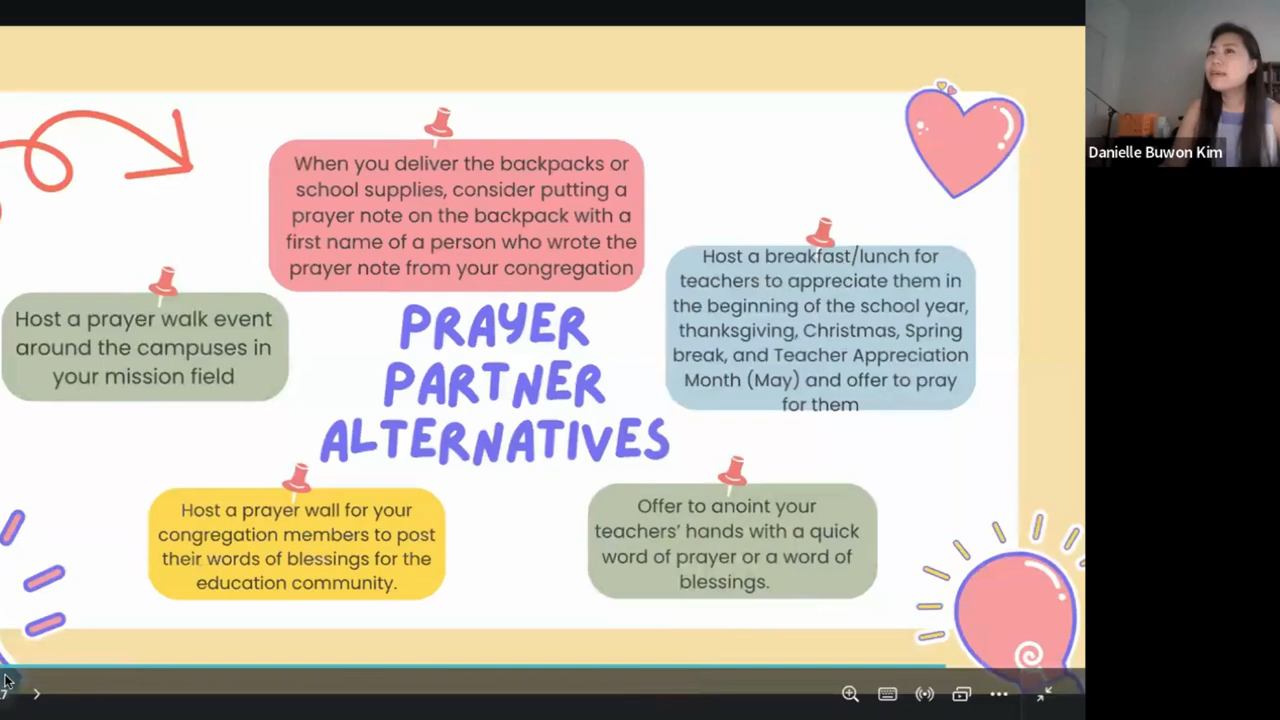 When you deliver the backpacks or
school supplies, consider putting a
prayer note on the backpack with a
first name of a person who wrote the
prayer note from your congregation
Host a prayer walk event
around the campuses in
your mission field
PRAYER
PARTNER
ALTERNATIVES
Host a breakfast/lunch for
teachers to appreciate them in
the beginning of the school year,
thanksgiving, Christmas, Spring
break, and Teacher Appreciation
Month (May) and offer to pray
for them
Host a prayer wall for your
congregation members to post
their words of blessings for the
education community.
Offer to anoint your
teachers’ hands with a quick
word of prayer or a word of
blessings.
Danielle Buwon Kim